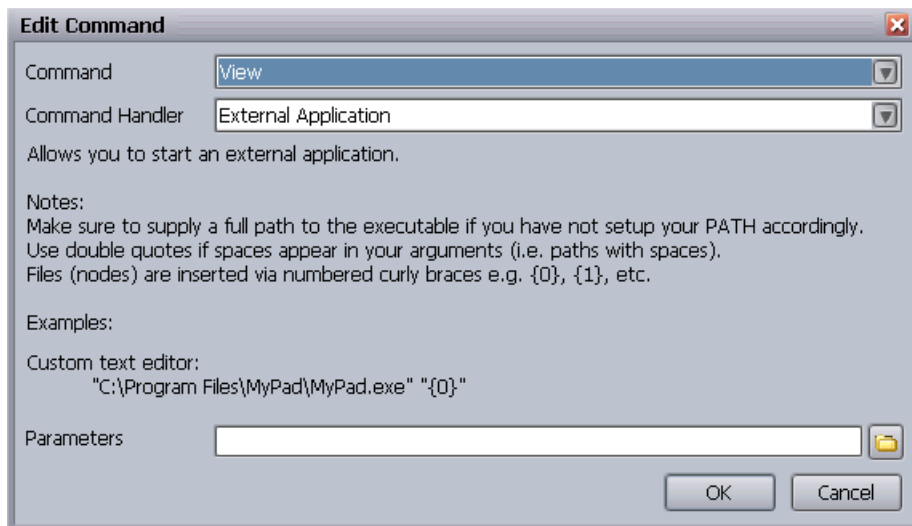 Edit Command
Command View
Command Handler External Application
Allows you to start an external application.
Notes:
Make sure to supply a full path to the executable if you have not setup your PATH accordingly.
Use double quotes if spaces appear in your arguments (i.e. paths with spaces).
Files (nodes) are inserted via numbered curly braces e.g. {0}, {1}, etc.
Examples:
Custom text editor:
"C:\Program Files\MyPad\MyPad.exe" "{0}"
Parameters
OK Cancel